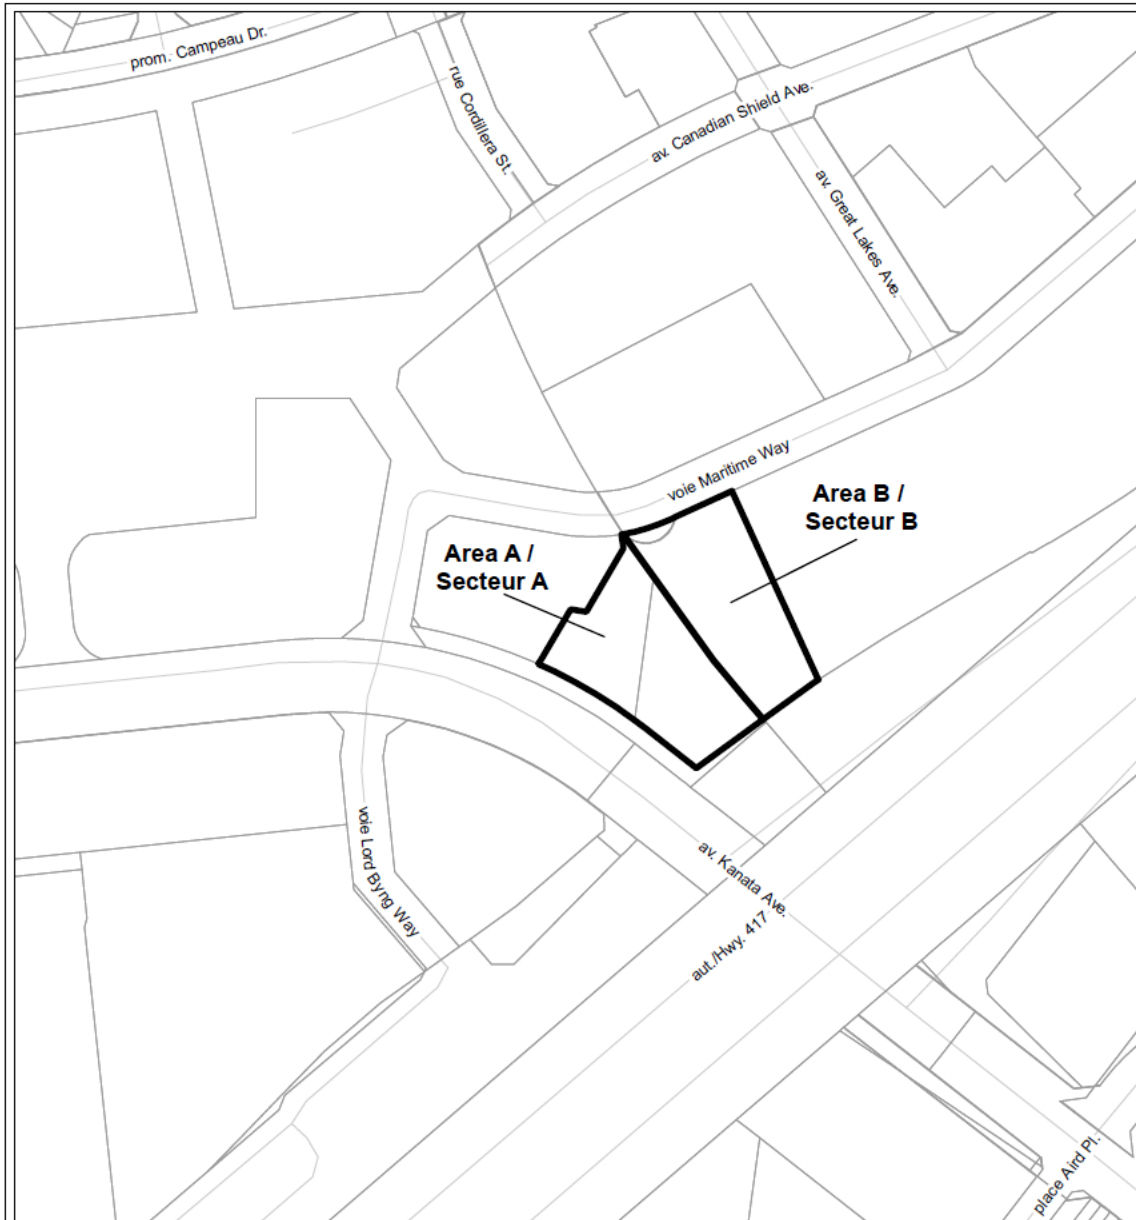 prom. Campeau Dr.
rue Cordillera St.
av. Canadian Shield Ave.
av. Great Lakes Ave.
voie Maritime Way
Area B /
Secteur B
Area A /
Secteur A
voie Lord Byng Way
av. Kanata Ave.
aut./Hwy. 417
place Aird Pl.